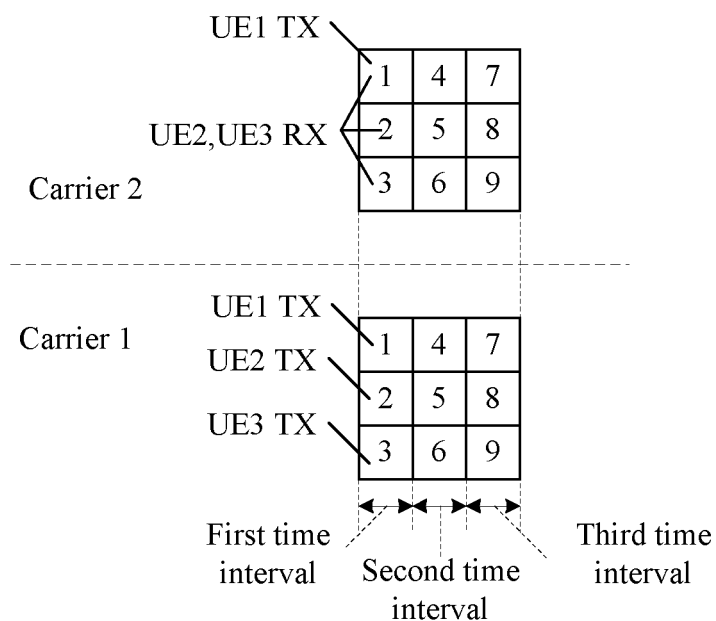 UE1 TX
1 4 7
UE2,UE3 RX
2 5 8
Carrier 2
3 6 9
UE1 TX
Carrier 1
1 4 7
UE2 TX
2 5 8
UE3 TX
3 6 9
First time
interval
Second time
interval
Third time
interval